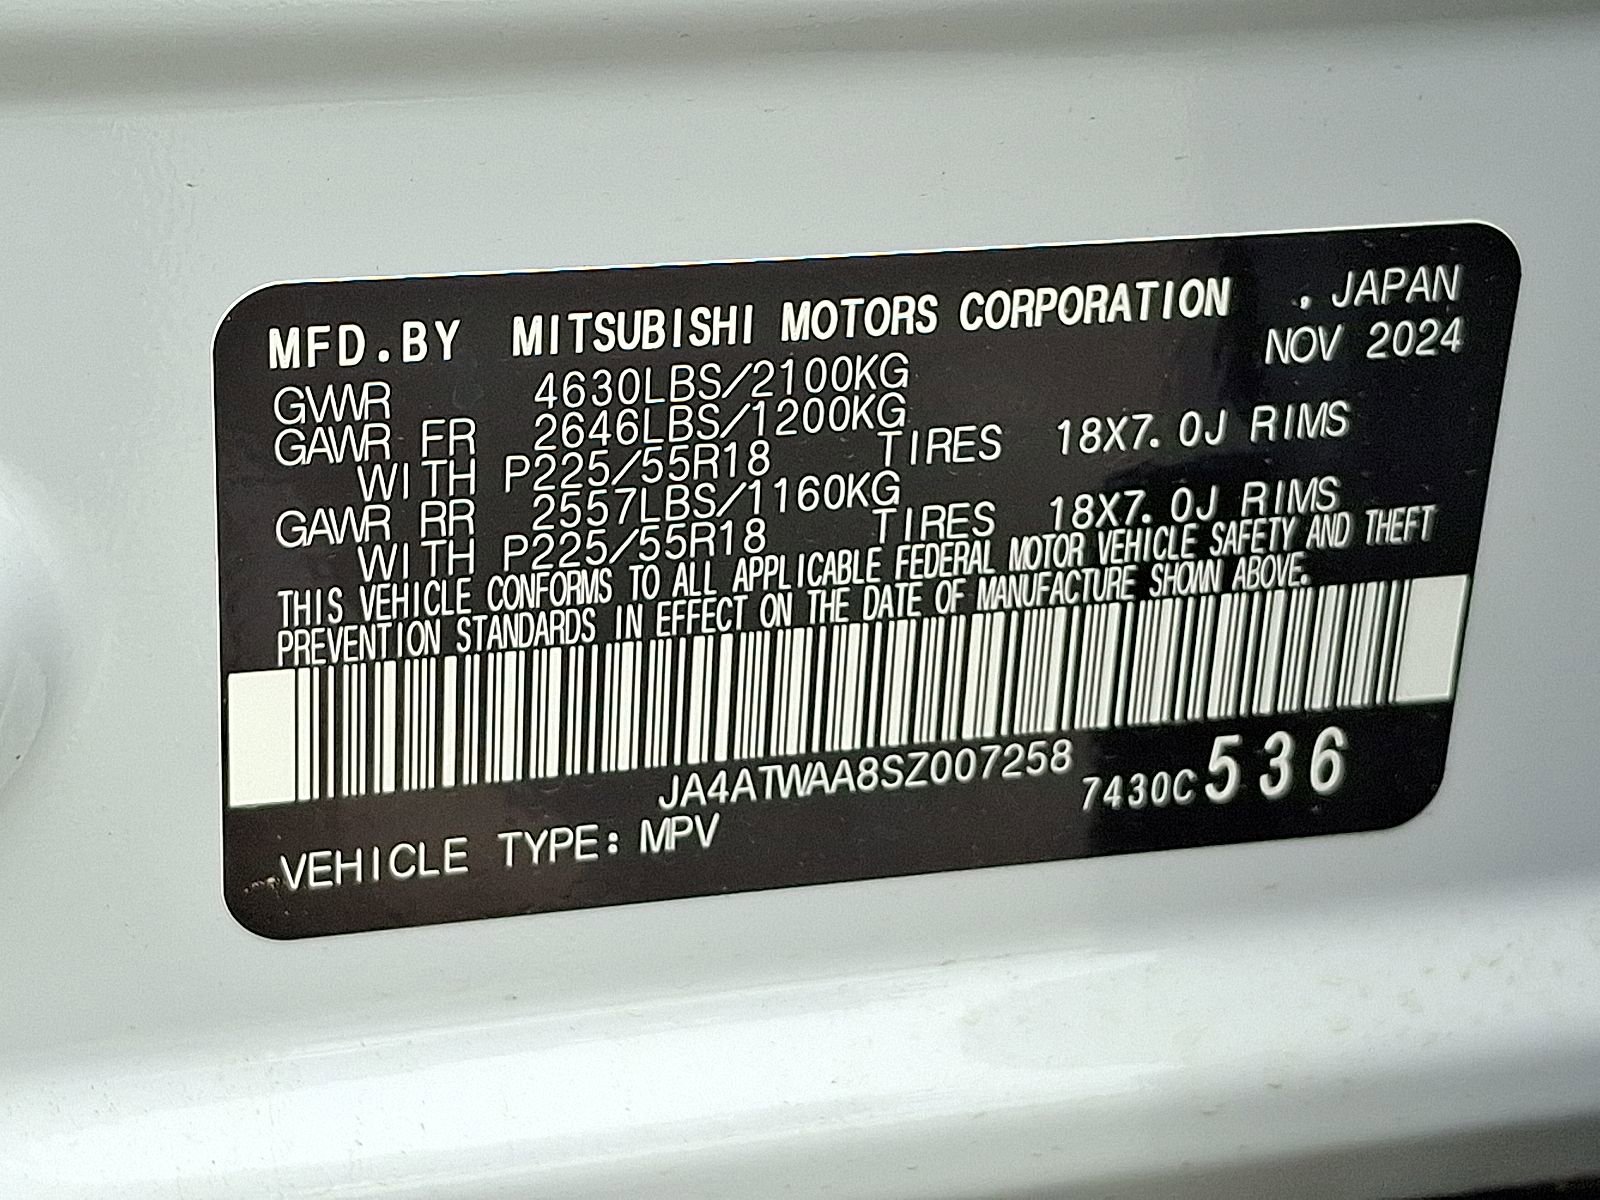 MFD.BY MITSUBISHI MOTORS CORPORATION . JAPAN
NOV 2024
GVWR 4630LBS/2100KG
GAWR FR 2646LBS/1200KG
WITH P225/55R18 TIRES 18X7.0J RIMS
GAWR RR 2557LBS/1160KG
WITH P225/55R18 TIRES 18X7.0J RIMS
THIS VEHICLE CONFORMS TO ALL APPLICABLE FEDERAL MOTOR VEHICLE SAFETY AND THEFT
PREVENTION STANDARDS IN EFFECT ON THE DATE OF MANUFACTURE SHOWN ABOVE.
JA4ATWAA8SZ007258
7430C536
VEHICLE TYPE: MPV